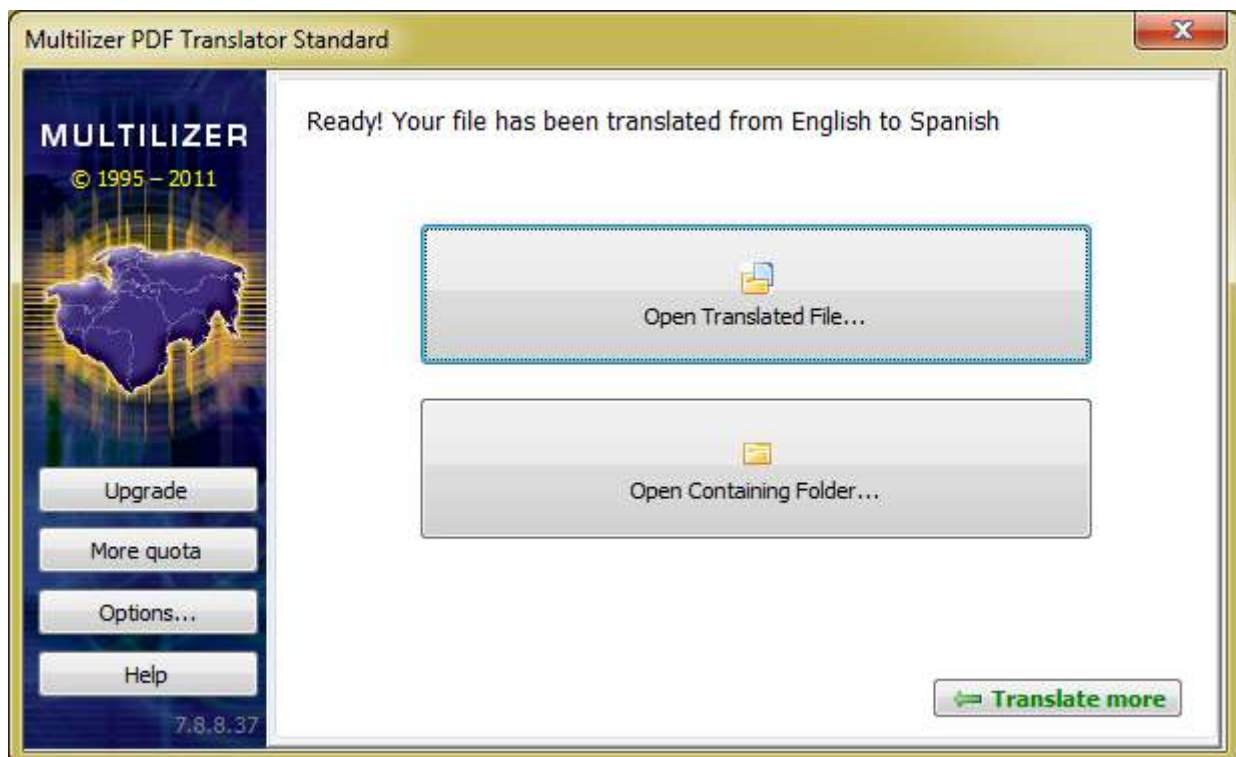 Multilizer PDF Translator Standard
MULTILIZER
© 1995 – 2011
Ready! Your file has been translated from English to Spanish
Open Translated File...
Open Containing Folder...
Upgrade
More quota
Options...
Help
7.8.8.37
Translate more